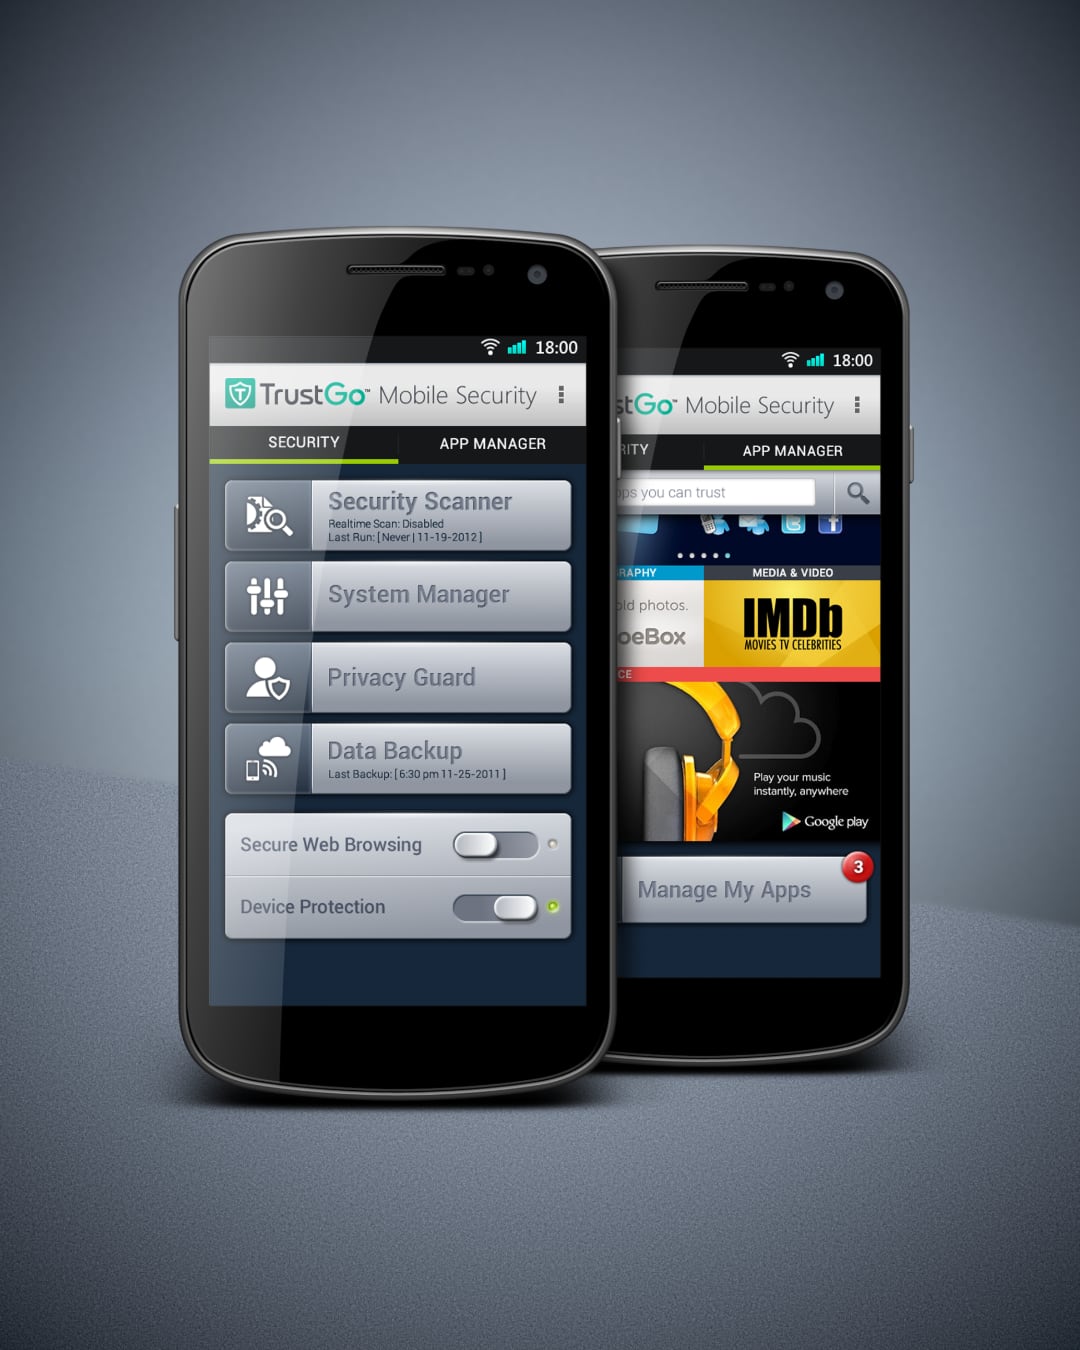 18:00
TrustGo™ Mobile Security
SECURITY
APP MANAGER
Security Scanner
Realtime Scan: Disabled
Last Run: [ Never | 11-19-2012 ]
System Manager
Privacy Guard
Data Backup
Last Backup: [ 6:30 pm 11-25-2011 ]
Secure Web Browsing
Device Protection
18:00
stGo™ Mobile Security
RITY
APP MANAGER
ps you can trust
RAPHY
MEDIA & VIDEO
old photos.
oeBox
IMDb
MOVIES TV CELEBRITIES
CE
Play your music
instantly, anywhere
Google play
3
Manage My Apps